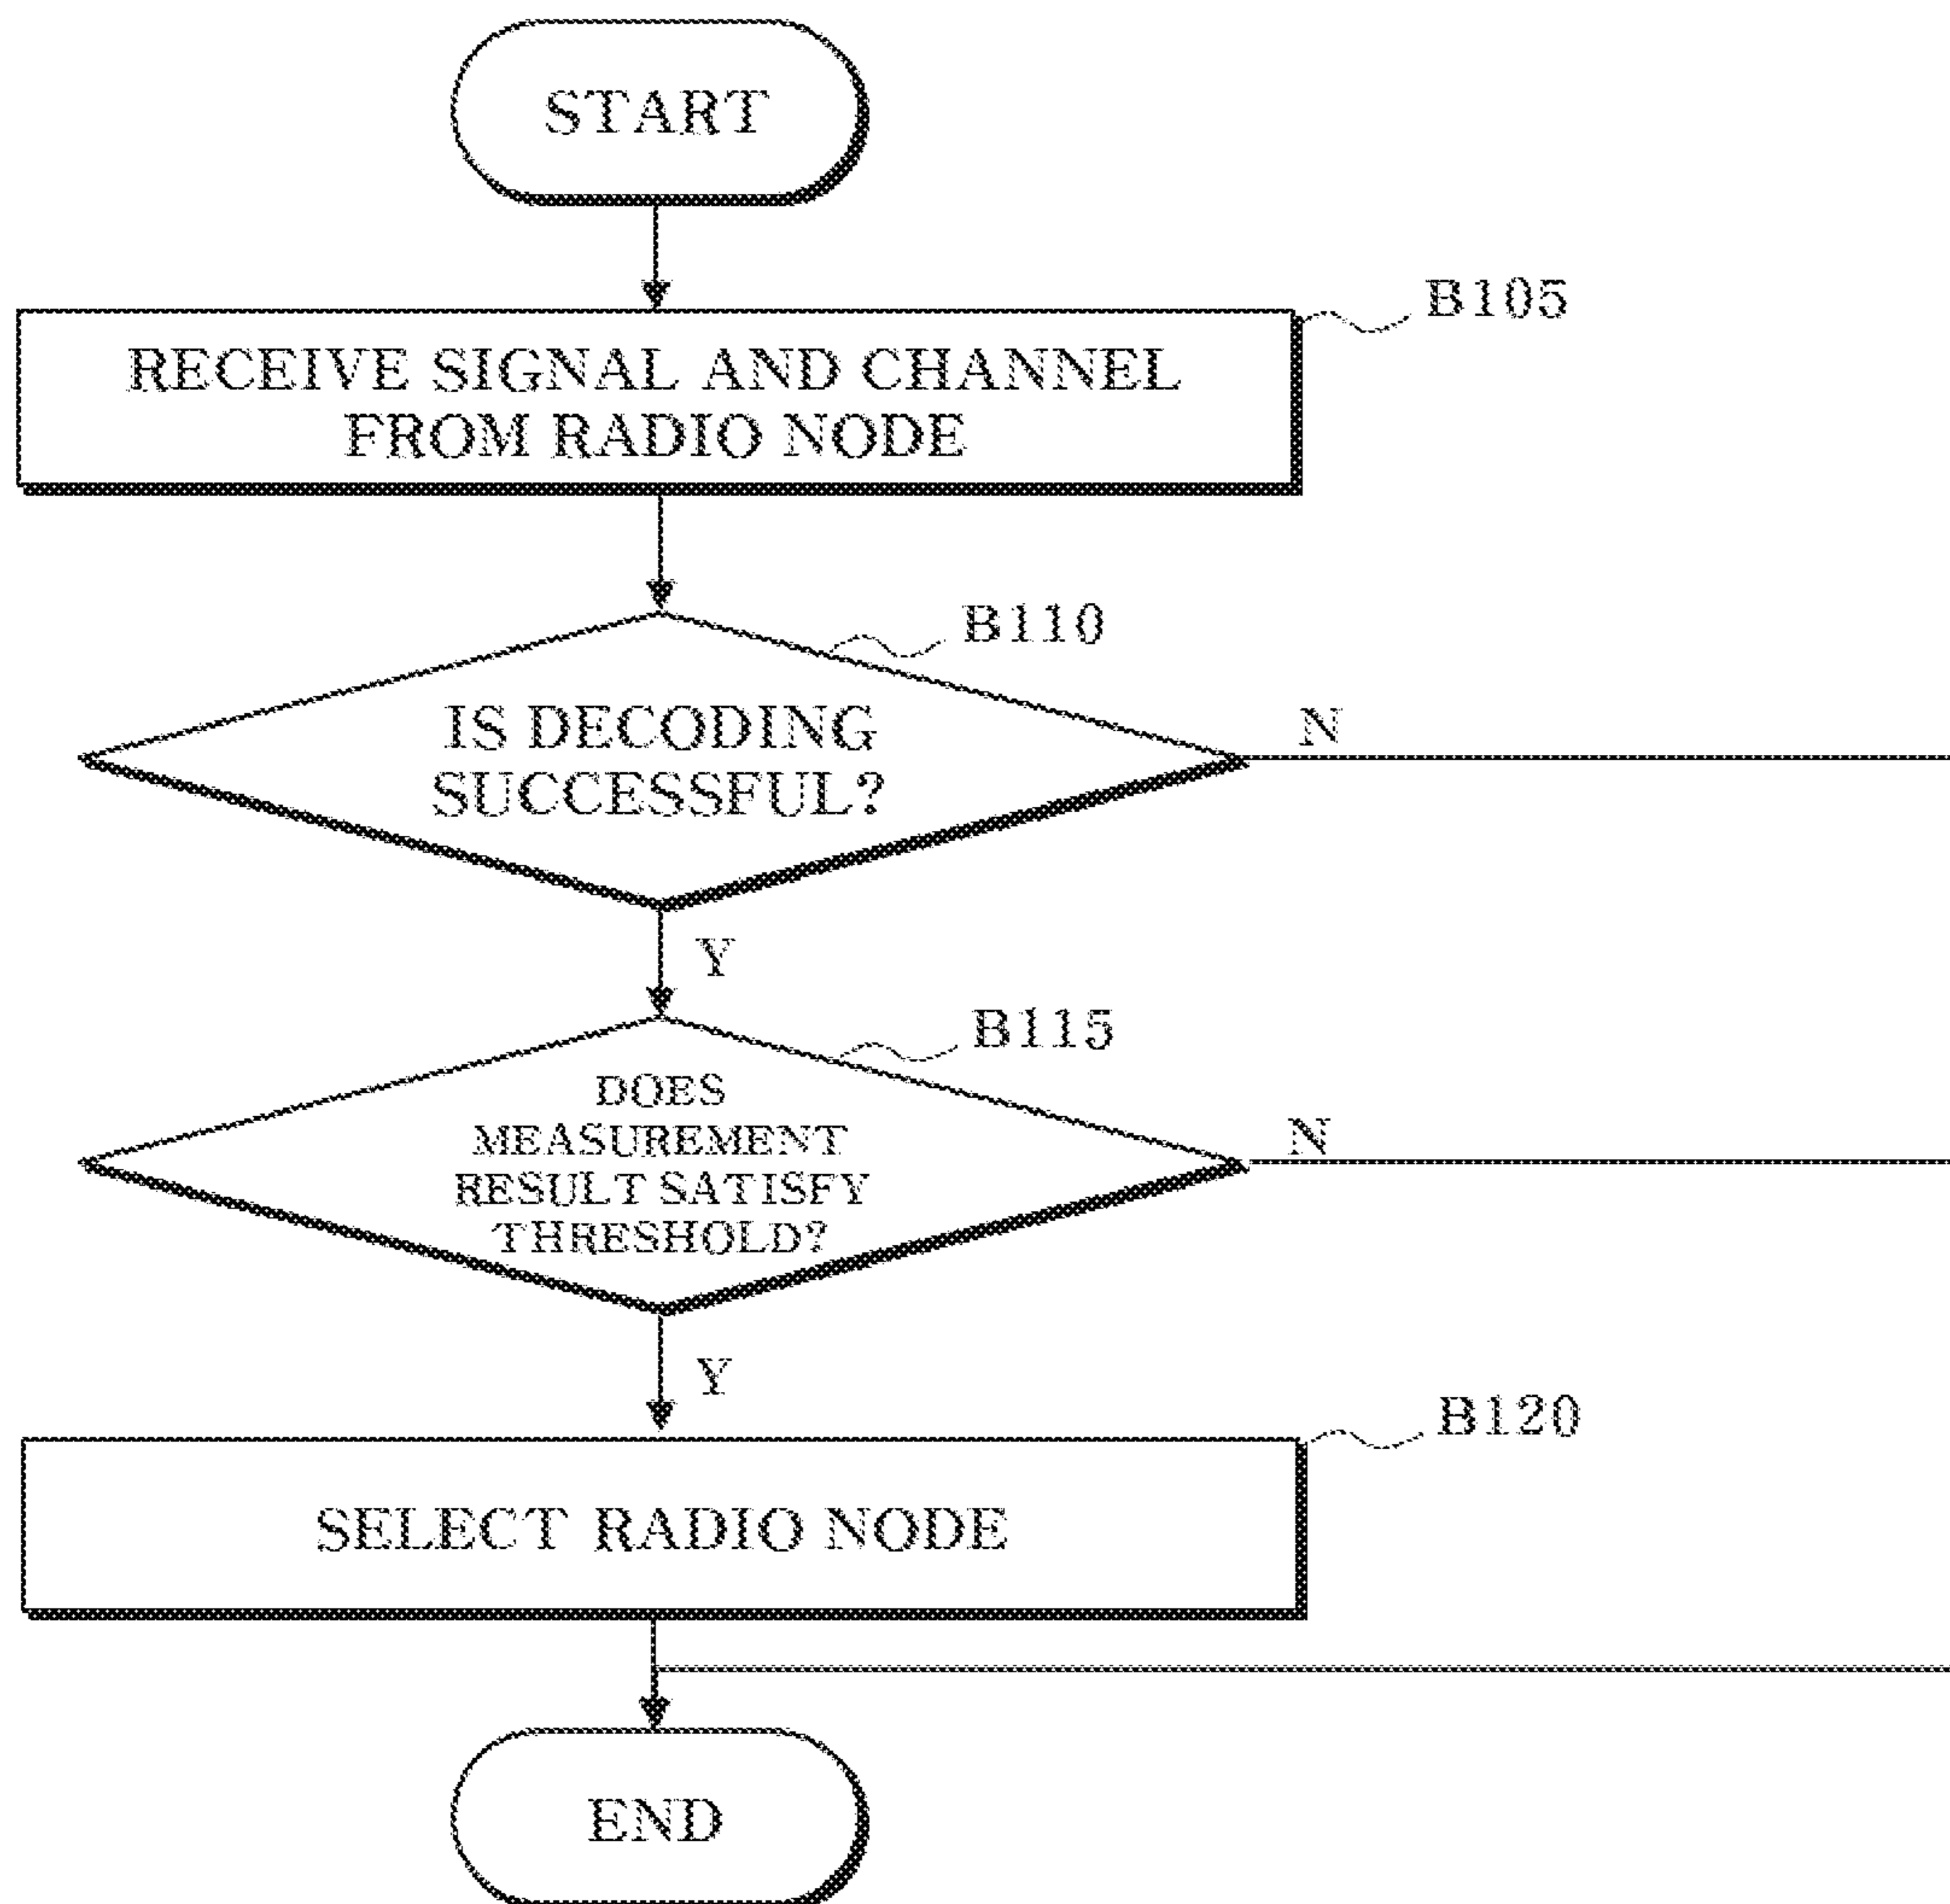 START
B105
RECEIVE SIGNAL AND CHANNEL
FROM RADIO NODE
B110
IS DECODING
SUCCESSFUL?
N
Y
B115
DOES
MEASUREMENT
RESULT SATISFY
THRESHOLD?
N
Y
B120
SELECT RADIO NODE
END